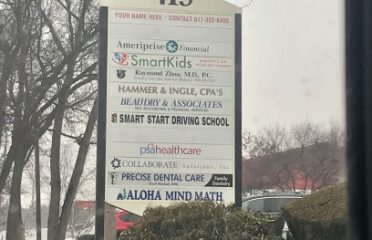 YOUR NAME HERE - CONTACT 617-332-6400
Ameriprise Financial
SmartKids
Raymond Zhou, M.D., P.C.
HAMMER & INGLE, CPA'S
BEAUDRY & ASSOCIATES
SMART START DRIVING SCHOOL
psahealthcare
COLLABORATE Solutions, Inc
PRECISE DENTAL CARE Family Dentistry
ALOHA MIND MATH